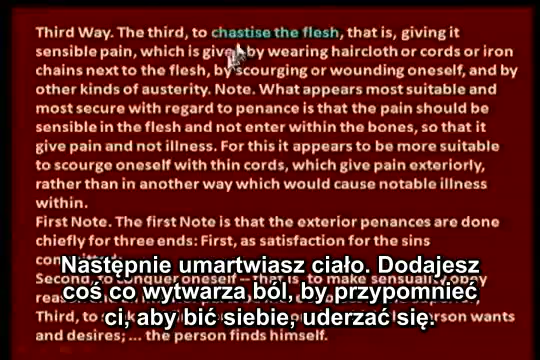 Third Way. The third, to chastise the flesh, that is, giving it
sensible pain, which is given by wearing haircloth or cords or iron
chains next to the flesh, by scourging or wounding oneself, and by
other kinds of austerity. Note. What appears most suitable and
most secure with regard to penance is that the pain should be
sensible in the flesh and not enter within the bones, so that it
give pain and not illness. For this it appears to be more suitable
to scourge oneself with thin cords, which give pain exteriorly,
rather than in another way which would cause notable illness
within.
First Note. The first Note is that the exterior penances are done
chiefly for three ends: First, as satisfaction for the sins
Następnie umartwiasz ciało. Dodajesz
Second, to conquer oneself -- that is, to make sensuality obey
coś co wytwarza ból, by przypomnieć
ci, aby bić siebie, uderzać się.
Third, to person wants
and desires; ... the person finds himself.